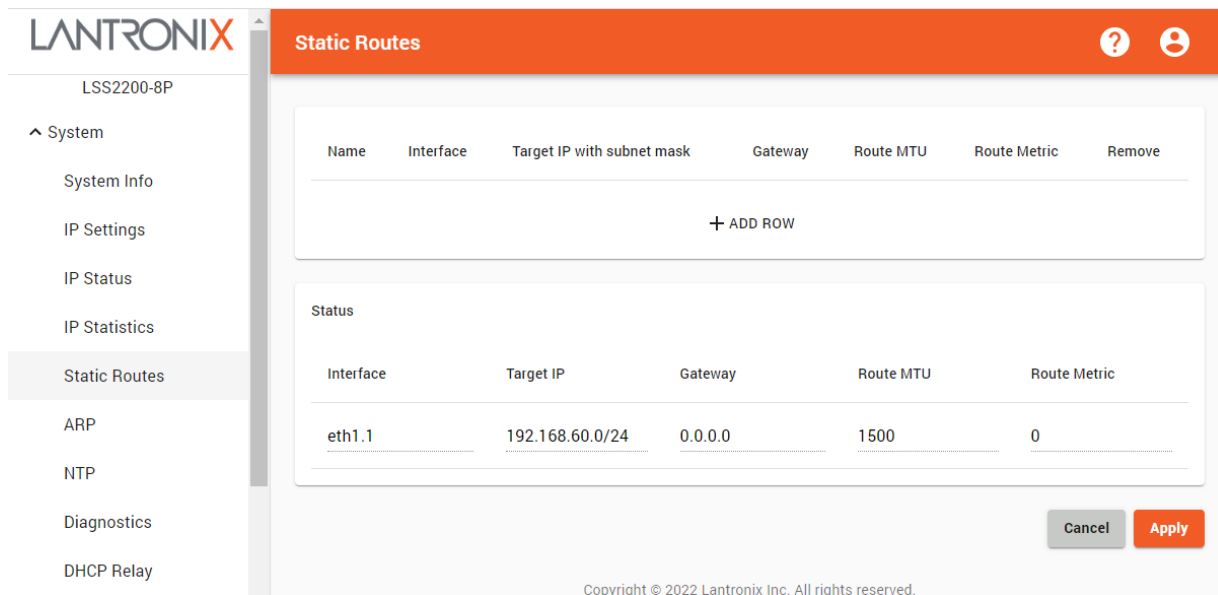 LANTRONIX
Static Routes
LSS2200-8P
System
System Info
IP Settings
IP Status
IP Statistics
Static Routes
ARP
NTP
Diagnostics
DHCP Relay
Name Interface Target IP with subnet mask Gateway Route MTU Route Metric Remove
+ ADD ROW
Status
Interface Target IP Gateway Route MTU Route Metric
eth1.1 192.168.60.0/24 0.0.0.0 1500 0
Cancel Apply
Copyright © 2022 Lantronix Inc. All rights reserved.